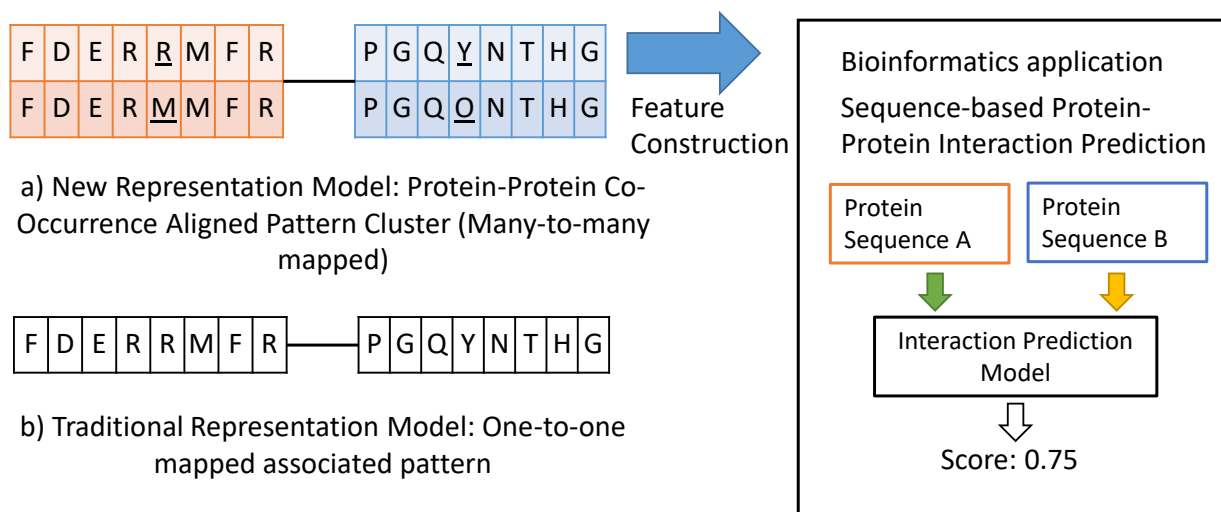 F D E R R M F R P G Q Y N T H G
F D E R M M F R P G Q O N T H G
Feature
Construction
a) New Representation Model: Protein-Protein Co-
Occurrence Aligned Pattern Cluster (Many-to-many
mapped)
F D E R R M F R P G Q Y N T H G
b) Traditional Representation Model: One-to-one
mapped associated pattern
Bioinformatics application
Sequence-based Protein-
Protein Interaction Prediction
Protein
Sequence A
Protein
Sequence B
Interaction Prediction
Model
Score: 0.75